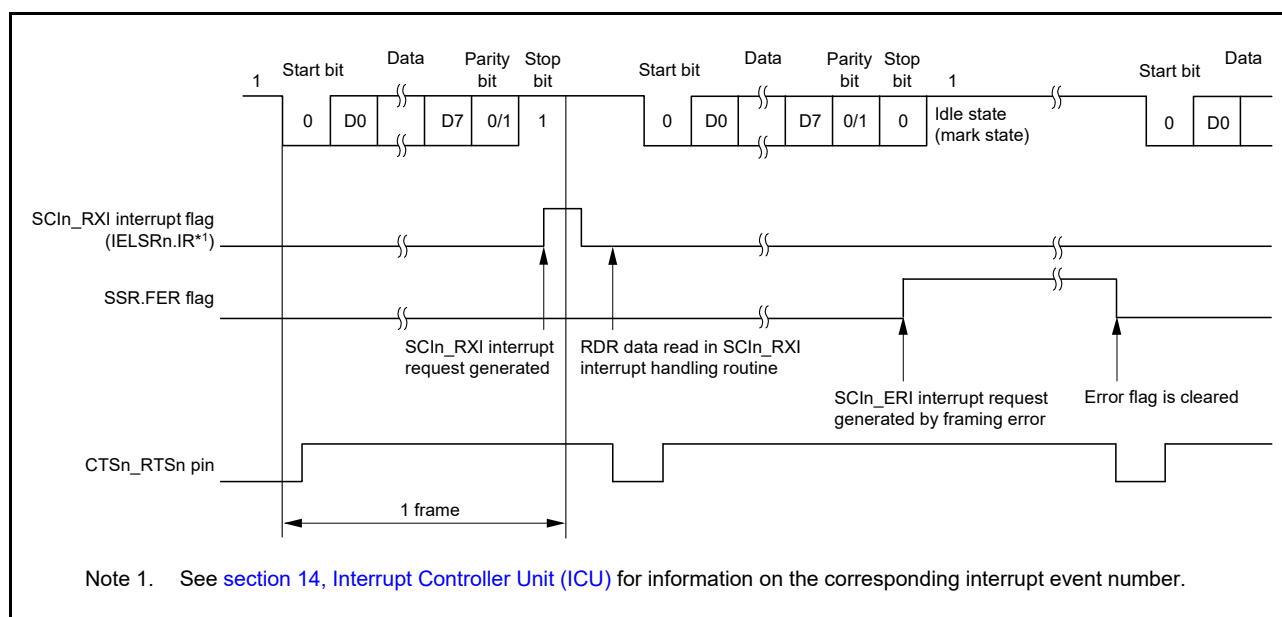 1
Start bit
Data
Parity bit
Stop bit
Start bit
Data
Parity bit
Stop bit
1
Start bit
Data
0
D0
D7
0/1
1
0
D0
D7
0/1
0
Idle state
(mark state)
0
D0
SCIn_RXI interrupt flag
(IELSRn.IR*1)
SSR.FER flag
SCIn_RXI interrupt
request generated
RDR data read in SCIn_RXI
interrupt handling routine
SCIn_ERI interrupt request
generated by framing error
Error flag is cleared
CTSn_RTSn pin
1 frame
Note 1. See section 14, Interrupt Controller Unit (ICU) for information on the corresponding interrupt event number.